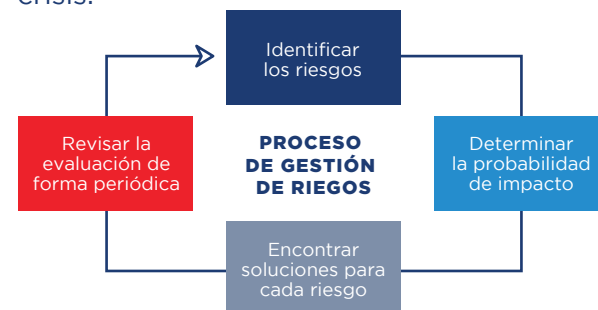 crisis.
Identificar
los riesgos
Revisar la
evaluación de
forma periódica
PROCESO
DE GESTIÓN
DE RIEGOS
Determinar
la probabilidad
de impacto
Encontrar
soluciones para
cada riesgo